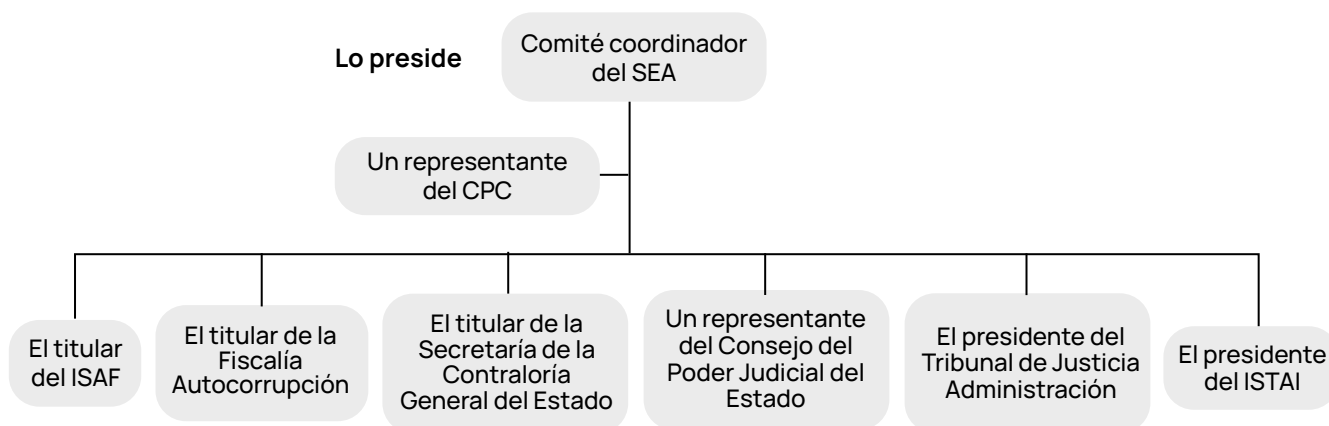 Lo preside
Comité coordinador
del SEA
Un representante
del CPC
El titular
del ISAF
El titular de la
Fiscalía
Autocorrupción
El titular de la
Secretaría de la
Contraloría
General del Estado
Un representante
del Consejo del
Poder Judicial del
Estado
El presidente del
Tribunal de Justicia
Administración
El presidente
del ISTAI